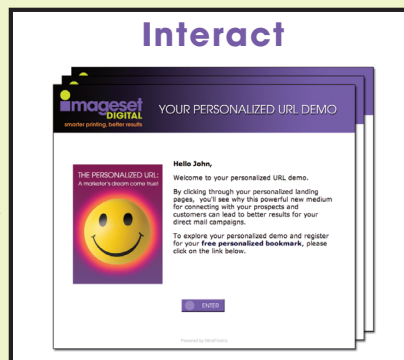 Interact
imageset
DIGITAL
smarter printing, better results
YOUR PERSONALIZED URL DEMO
THE PERSONALIZED URL:
A marketer's dream come true!
Hello John,
Welcome to your personalized URL demo.
By clicking through your personalized landing
pages, you'll see why this powerful new medium
for connecting with your prospects and
customers can lead to better results for your
direct mail campaigns.
To explore your personalized demo and register
for your free personalized bookmark, please
click on the link below.
ENTER